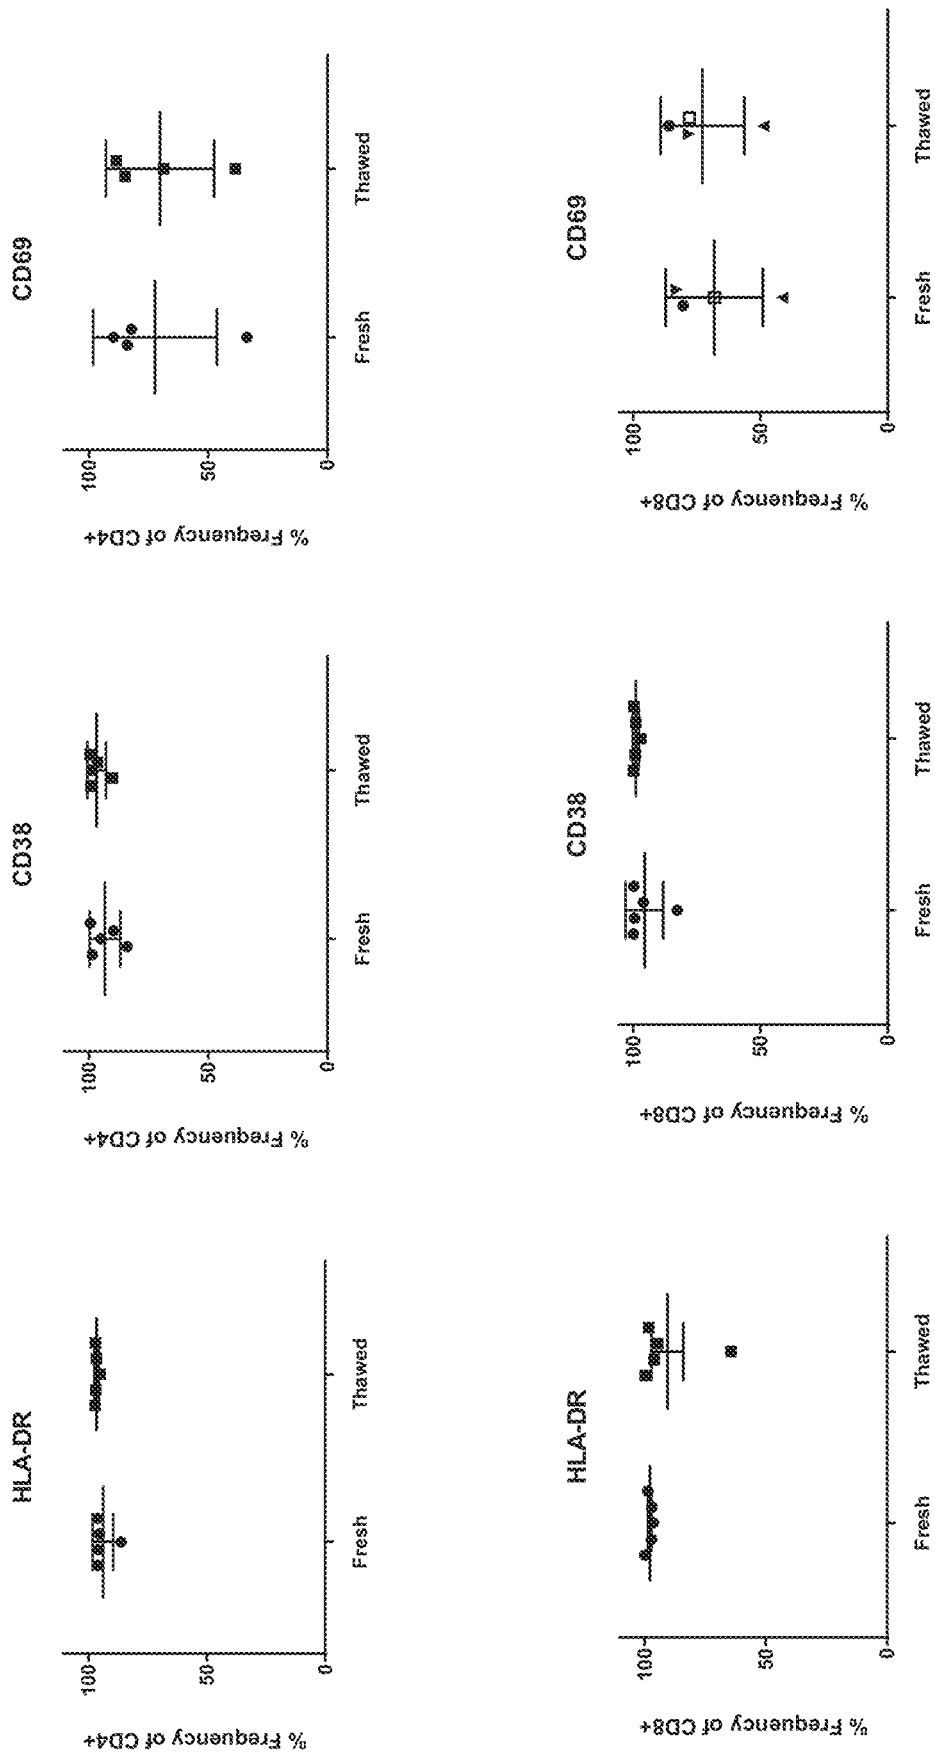 HLA-DR
% Frequency of CD4+
100
50
0
Fresh
Thawed
CD38
% Frequency of CD4+
100
50
0
Fresh
Thawed
CD69
% Frequency of CD4+
100
50
0
Fresh
Thawed
HLA-DR
% Frequency of CD8+
100
50
0
Fresh
Thawed
CD38
% Frequency of CD8+
100
50
0
Fresh
Thawed
CD69
% Frequency of CD8+
100
50
0
Fresh
Thawed